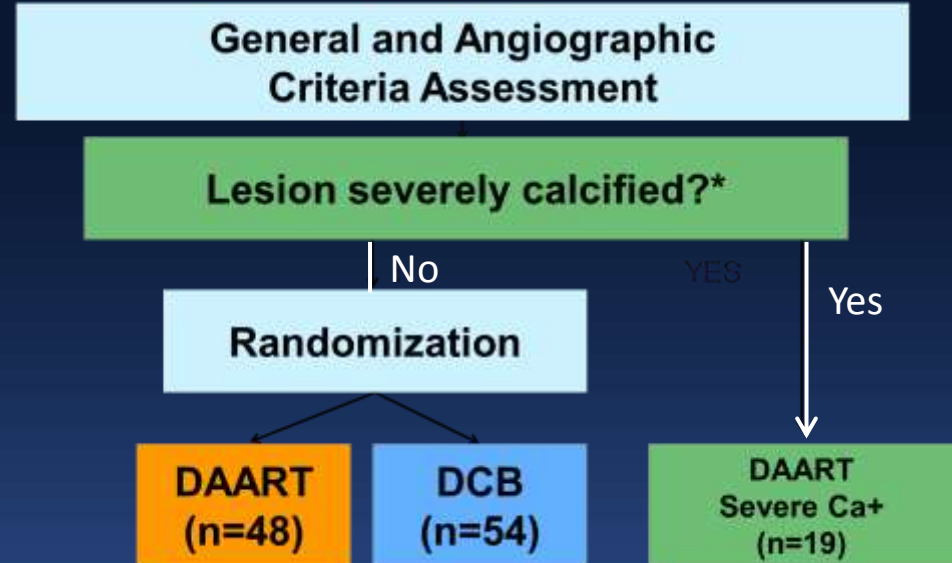 General and Angiographic
Criteria Assessment
Lesion severely calcified?*
No
YES
Yes
Randomization
DAART
(n=48)
DCB
(n=54)
DAART
Severe Ca+
(n=19)